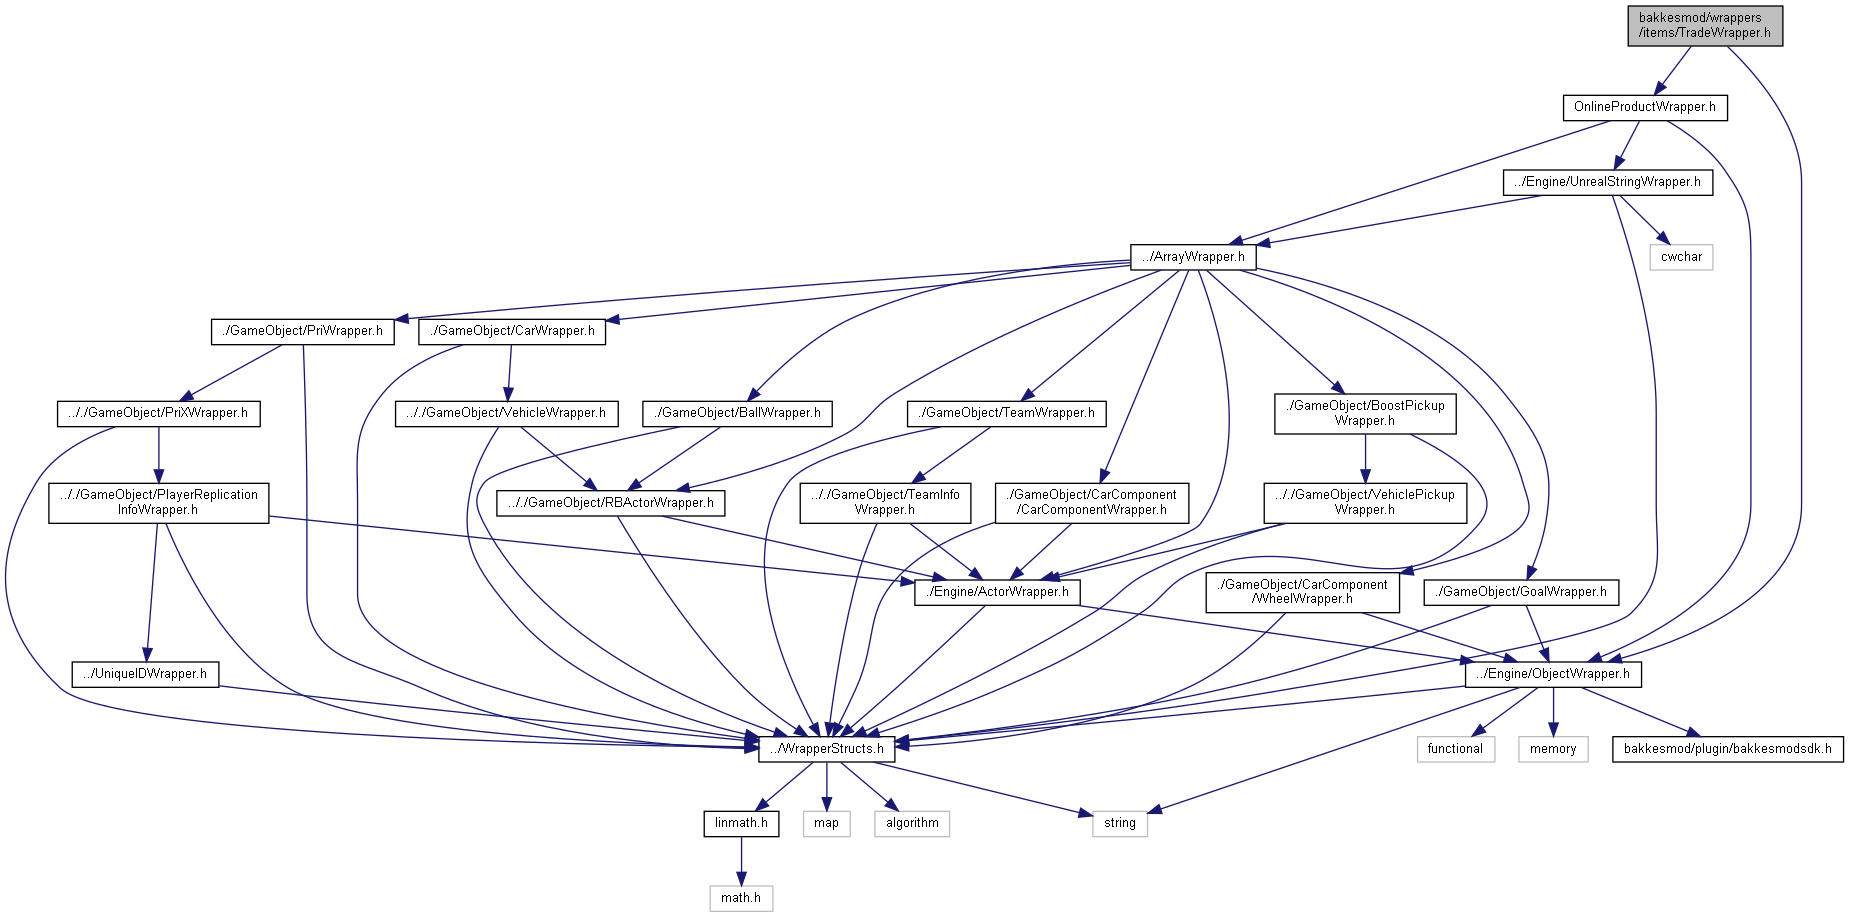 bakkesmod/wrappers
/items/TradeWrapper.h
OnlineProductWrapper.h
../Engine/UnrealStringWrapper.h
../ArrayWrapper.h
cwchar
./GameObject/PriWrapper.h
./GameObject/CarWrapper.h
.././GameObject/PriXWrapper.h
.././GameObject/VehicleWrapper.h
./GameObject/BallWrapper.h
./GameObject/TeamWrapper.h
./GameObject/BoostPickup
Wrapper.h
.././GameObject/PlayerReplication
InfoWrapper.h
.././GameObject/RBActorWrapper.h
.././GameObject/TeamInfo
Wrapper.h
./GameObject/CarComponent
/CarComponentWrapper.h
.././GameObject/VehiclePickup
Wrapper.h
./Engine/ActorWrapper.h
./GameObject/CarComponent
/WheelWrapper.h
./GameObject/GoalWrapper.h
../UniqueIDWrapper.h
../Engine/ObjectWrapper.h
../WrapperStructs.h
functional
memory
bakkesmod/plugin/bakkesmodsdk.h
linmath.h
map
algorithm
string
math.h